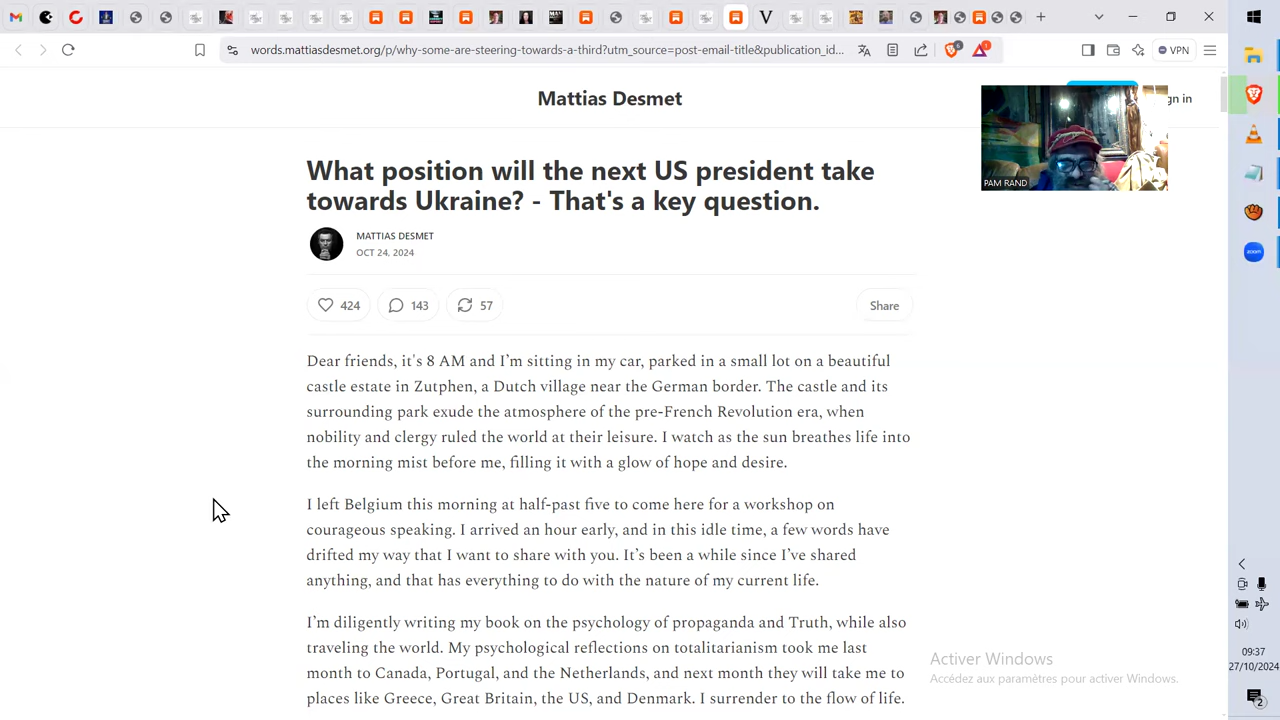 words.mattiasdesmet.org/p/why-some-are-steering-towards-a-third?utm_source=post-email-title&publication_id...
6
1
VPN
Mattias Desmet
gn in
PAM RAND
What position will the next US president take
towards Ukraine? - That's a key question.
MATTIAS DESMET
OCT 24, 2024
424
143
57
Share
Dear friends, it's 8 AM and I’m sitting in my car, parked in a small lot on a beautiful
castle estate in Zutphen, a Dutch village near the German border. The castle and its
surrounding park exude the atmosphere of the pre-French Revolution era, when
nobility and clergy ruled the world at their leisure. I watch as the sun breathes life into
the morning mist before me, filling it with a glow of hope and desire.
I left Belgium this morning at half-past five to come here for a workshop on
courageous speaking. I arrived an hour early, and in this idle time, a few words have
drifted my way that I want to share with you. It’s been a while since I’ve shared
anything, and that has everything to do with the nature of my current life.
I’m diligently writing my book on the psychology of propaganda and Truth, while also
traveling the world. My psychological reflections on totalitarianism took me last
month to Canada, Portugal, and the Netherlands, and next month they will take me to
places like Greece, Great Britain, the US, and Denmark. I surrender to the flow of life.
Activer Windows
Accédez aux paramètres pour activer Windows.
zoom
09:37
27/10/2024
2